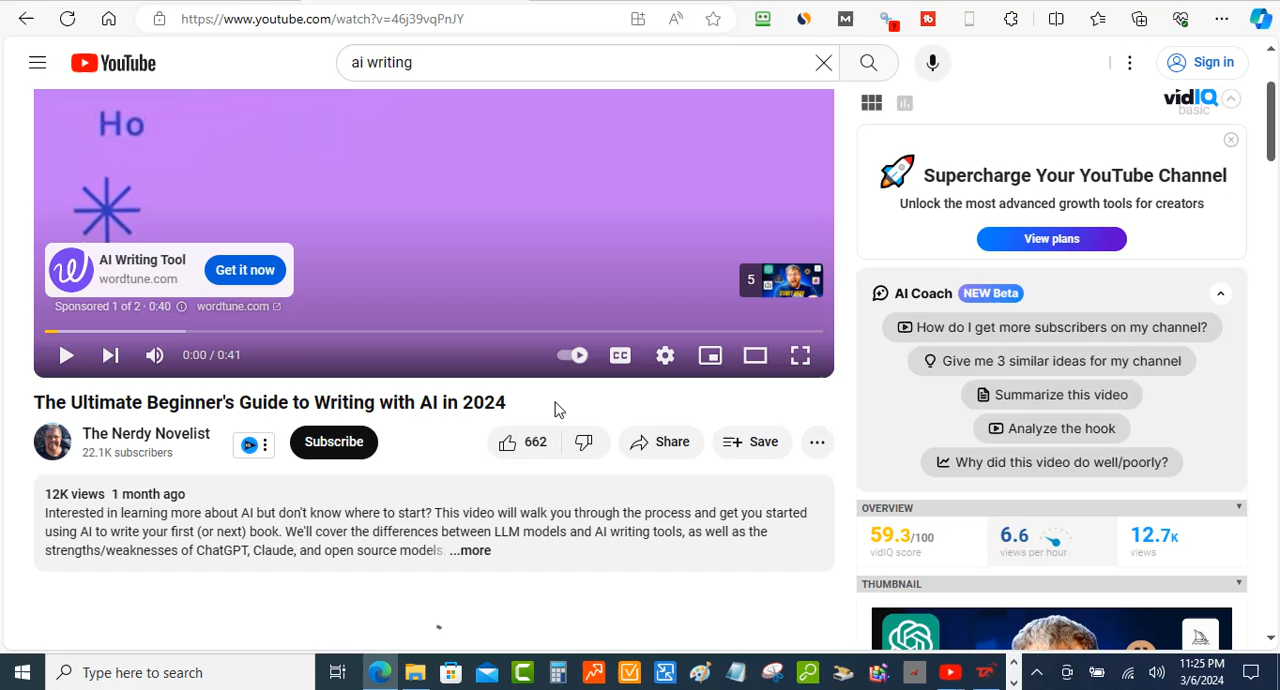 https://www.youtube.com/watch?v=46j39vqPnJY
YouTube
ai writing
Sign in
Ho
AI Writing Tool
wordtune.com
Get it now
Sponsored 1 of 2 · 0:40 wordtune.com
5
0:00 / 0:41
CC
The Ultimate Beginner's Guide to Writing with AI in 2024
The Nerdy Novelist
22.1K subscribers
Subscribe
662
Share
Save
12K views 1 month ago
Interested in learning more about AI but don't know where to start? This video will walk you through the process and get you started
using AI to write your first (or next) book. We'll cover the differences between LLM models and AI writing tools, as well as the
strengths/weaknesses of ChatGPT, Claude, and open source models. ...more
vidIQ
basic
Supercharge Your YouTube Channel
Unlock the most advanced growth tools for creators
View plans
AI Coach NEW Beta
How do I get more subscribers on my channel?
Give me 3 similar ideas for my channel
Summarize this video
Analyze the hook
Why did this video do well/poorly?
OVERVIEW
59.3/100
vidIQ score
6.6
views per hour
12.7K
views
THUMBNAIL
Type here to search
11:25 PM
3/6/2024